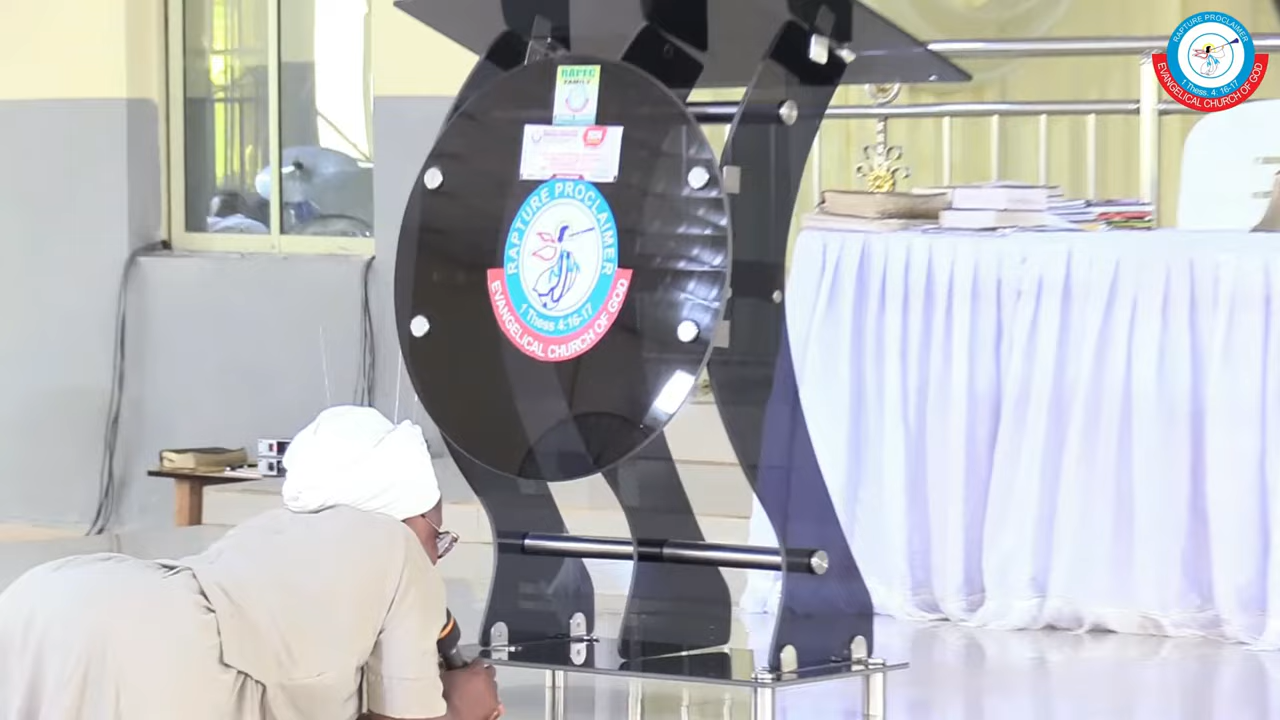 RAPTURE PROCLAIMER
1 Thess. 4: 16-17
EVANGELICAL CHURCH OF GOD
FAMILY
RAPTURE PROCLAIMER
1 Thess 4:16-17
EVANGELICAL CHURCH OF GOD